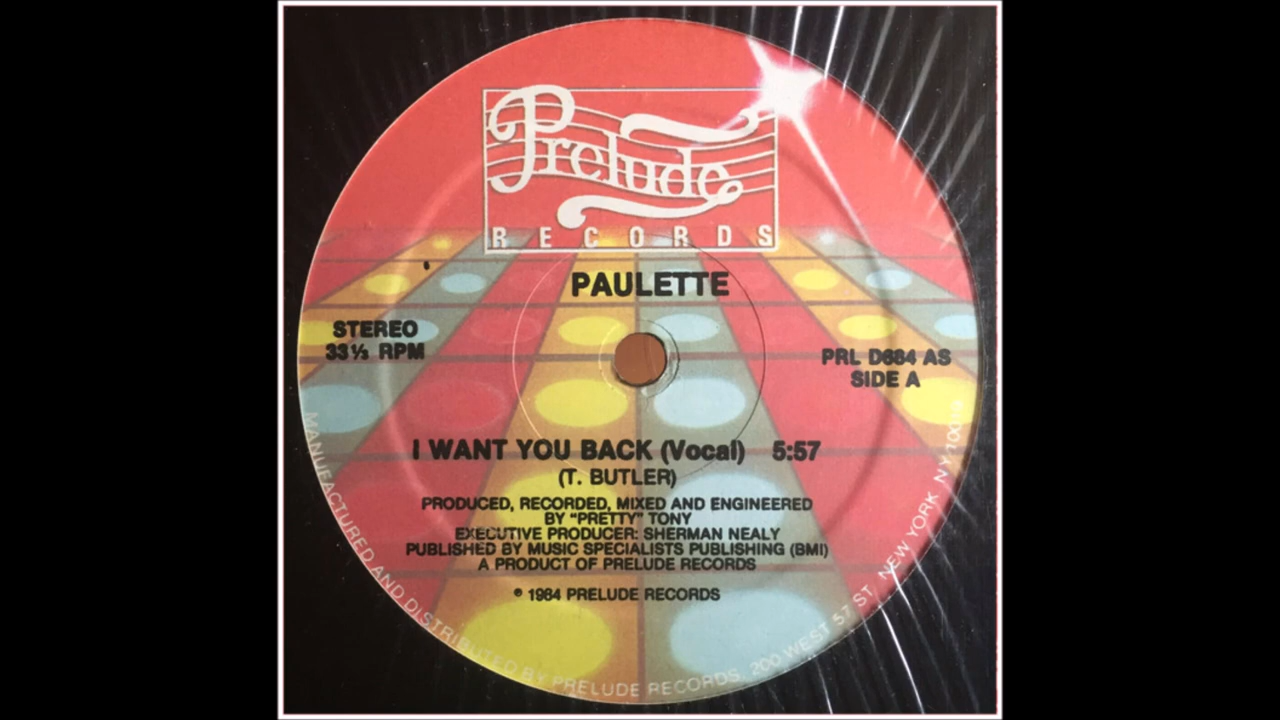 Prelude
RECORDS
PAULETTE
STEREO
33⅓ RPM
PRL D684 AS
SIDE A
I WANT YOU BACK (Vocal) 5:57
(T. BUTLER)
PRODUCED, RECORDED, MIXED AND ENGINEERED
BY "PRETTY" TONY
EXECUTIVE PRODUCER: SHERMAN NEALY
PUBLISHED BY MUSIC SPECIALISTS PUBLISHING (BMI)
A PRODUCT OF PRELUDE RECORDS
℗ 1984 PRELUDE RECORDS
MANUFACTURED AND DISTRIBUTED BY PRELUDE RECORDS, 200 WEST 57 ST. NEW YORK NY 10019